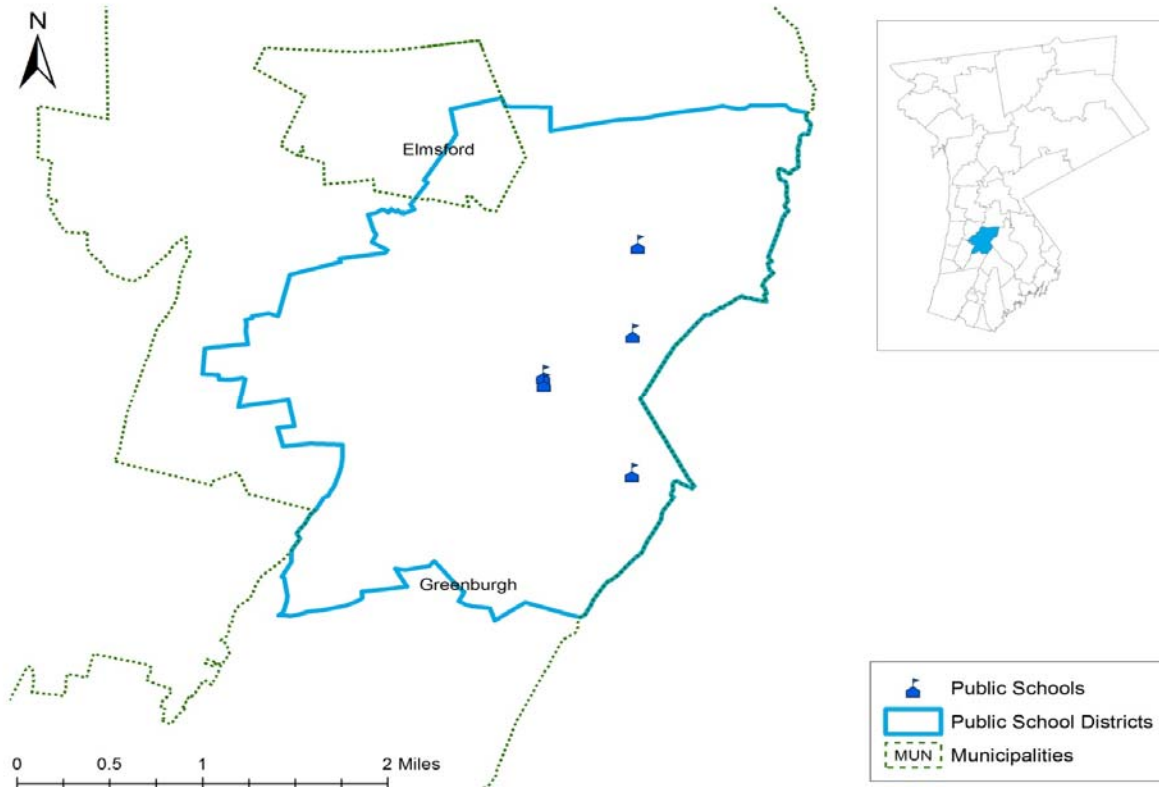 N
Elmsford
Greenburgh
0 0.5 1 2 Miles
Public Schools
Public School Districts
MUN Municipalities